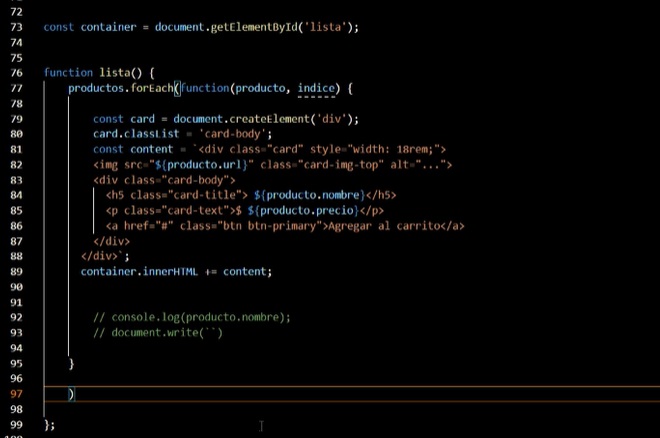 72
73 const container = document.getElementById('lista');
74
75
76 function lista() {
77 productos.forEach(function(producto, indice) {
78
79 const card = document.createElement('div');
80 card.classList = 'card-body';
81 const content = `<div class="card" style="width: 18rem;">
82 <img src="${producto.url}" class="card-img-top" alt="...">
83 <div class="card-body">
84 <h5 class="card-title"> ${producto.nombre}</h5>
85 <p class="card-text">$ ${producto.precio}</p>
86 <a href="#" class="btn btn-primary">Agregar al carrito</a>
87 </div>
88 </div>`;
89 container.innerHTML += content;
90
91
92 // console.log(producto.nombre);
93 // document.write(``)
94
95 }
96
97 )
98
99 };